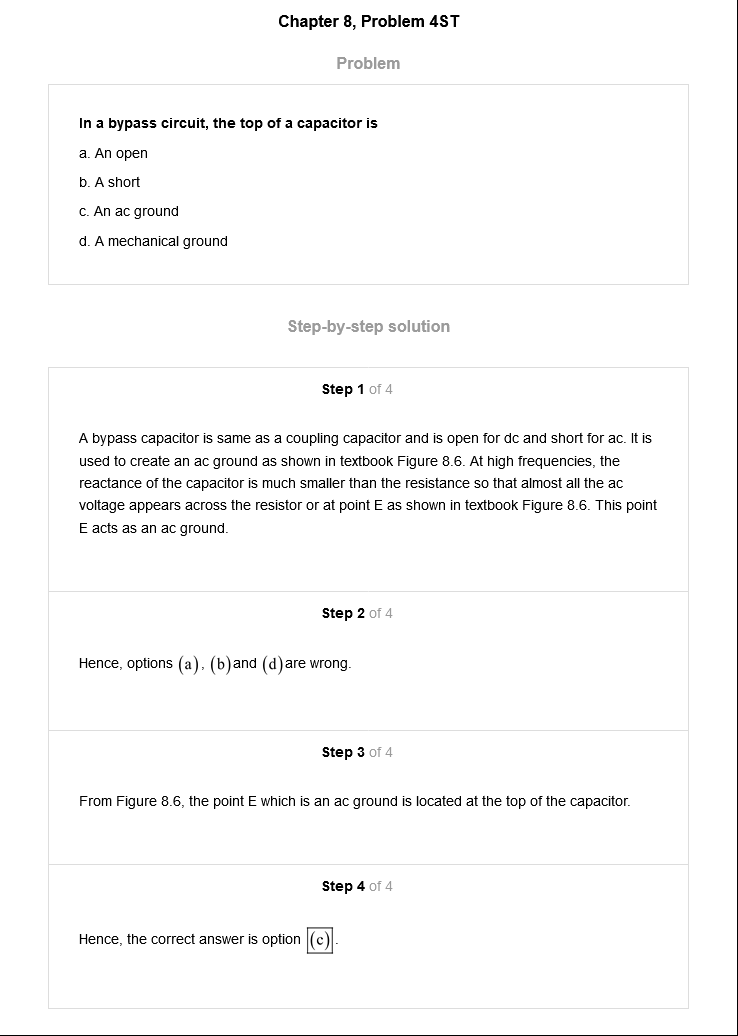 Chapter 8, Problem 4ST
Problem
In a bypass circuit, the top of a capacitor is
a. An open
b. A short
c. An ac ground
d. A mechanical ground
Step-by-step solution
Step 1 of 4
A bypass capacitor is same as a coupling capacitor and is open for dc and short for ac. It is
used to create an ac ground as shown in textbook Figure 8.6. At high frequencies, the
reactance of the capacitor is much smaller than the resistance so that almost all the ac
voltage appears across the resistor or at point E as shown in textbook Figure 8.6. This point
E acts as an ac ground.
Step 2 of 4
Hence, options (a), (b)and (d)are wrong.
Step 3 of 4
From Figure 8.6, the point E which is an ac ground is located at the top of the capacitor.
Step 4 of 4
Hence, the correct answer is option (c).